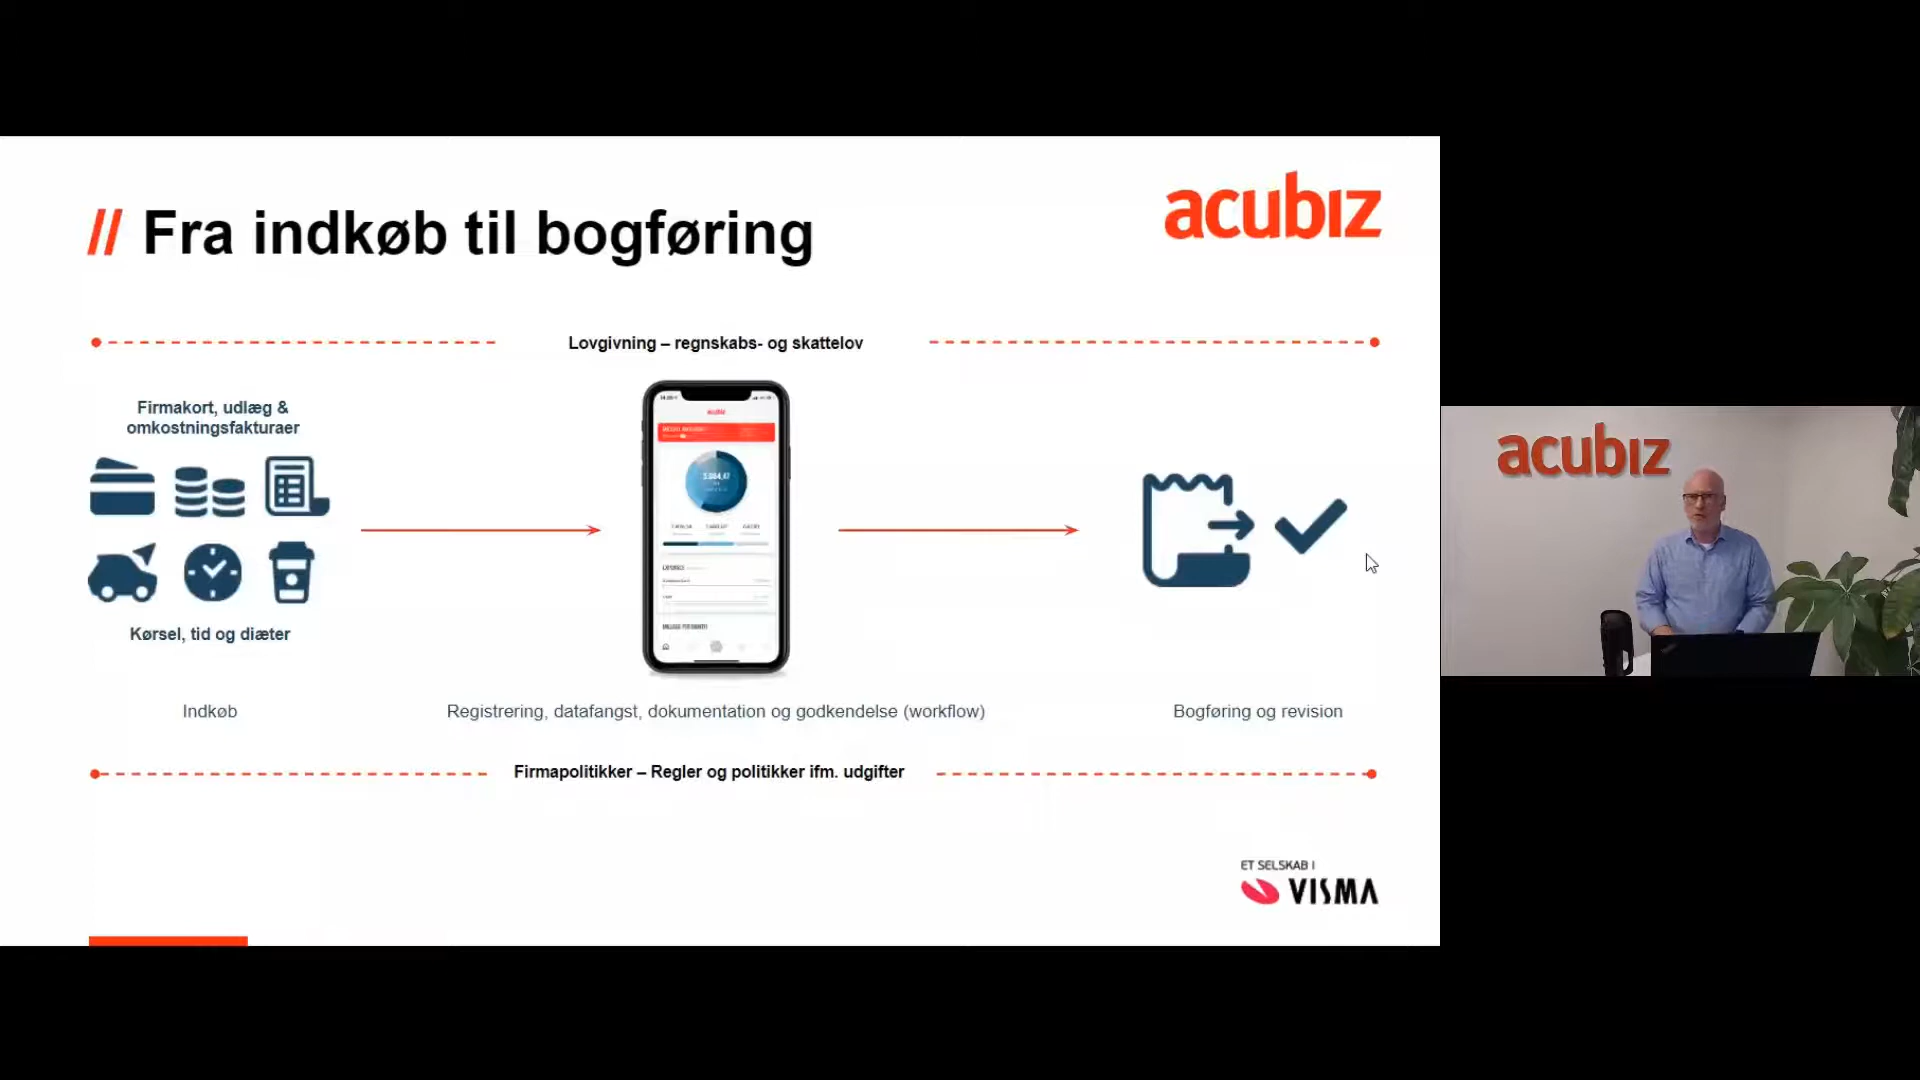 // Fra indkøb til bogføring
acubiz
Lovgivning – regnskabs- og skattelov
Firmakort, udlæg &
omkostningsfakturaer
Kørsel, tid og diæter
acubiz
Indkøb
Registrering, datafangst, dokumentation og godkendelse (workflow)
Bogføring og revision
Firmapolitikker – Regler og politikker ifm. udgifter
ET SELSKAB I
VISMA
acubiz